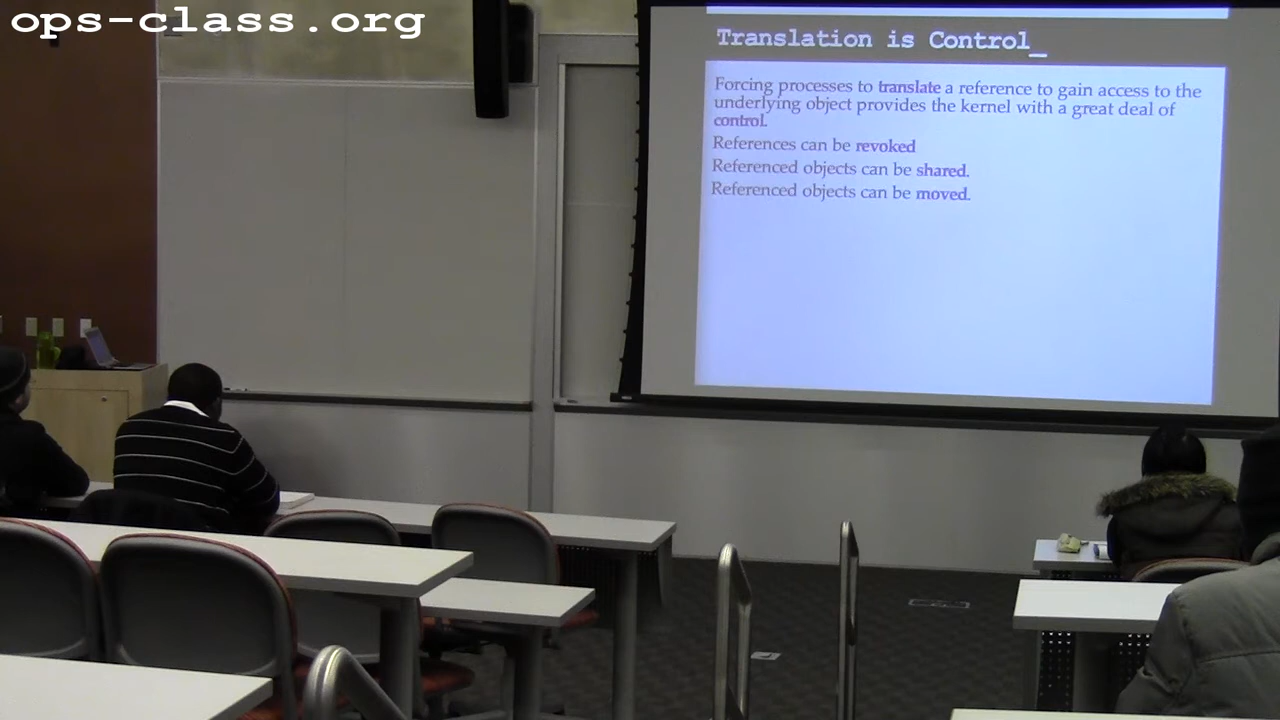 ops-class.org
Translation is Control_
Forcing processes to translate a reference to gain access to the
underlying object provides the kernel with a great deal of
control.
References can be revoked
Referenced objects can be shared.
Referenced objects can be moved.